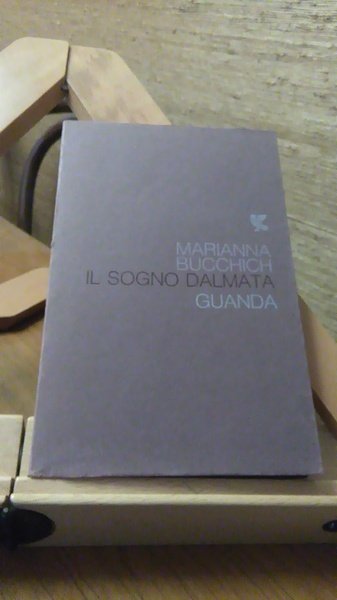 MARIANNA
BUCCHICH
IL SOGNO DALMATA
GUANDA